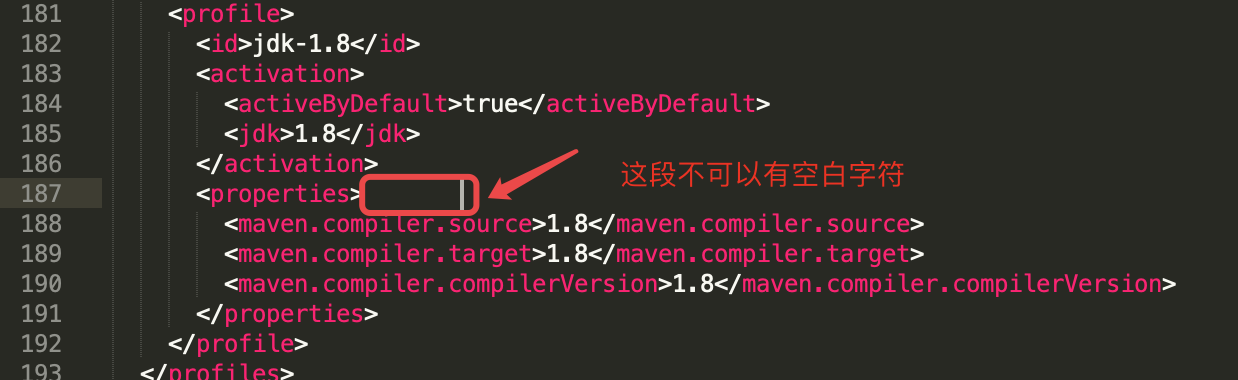 181 <profile>
182 <id>jdk-1.8</id>
183 <activation>
184 <activeByDefault>true</activeByDefault>
185 <jdk>1.8</jdk>
186 </activation>
187 <properties> 这段不可以有空白字符
188 <maven.compiler.source>1.8</maven.compiler.source>
189 <maven.compiler.target>1.8</maven.compiler.target>
190 <maven.compiler.compilerVersion>1.8</maven.compiler.compilerVersion>
191 </properties>
192 </profile>
193 </profiles>